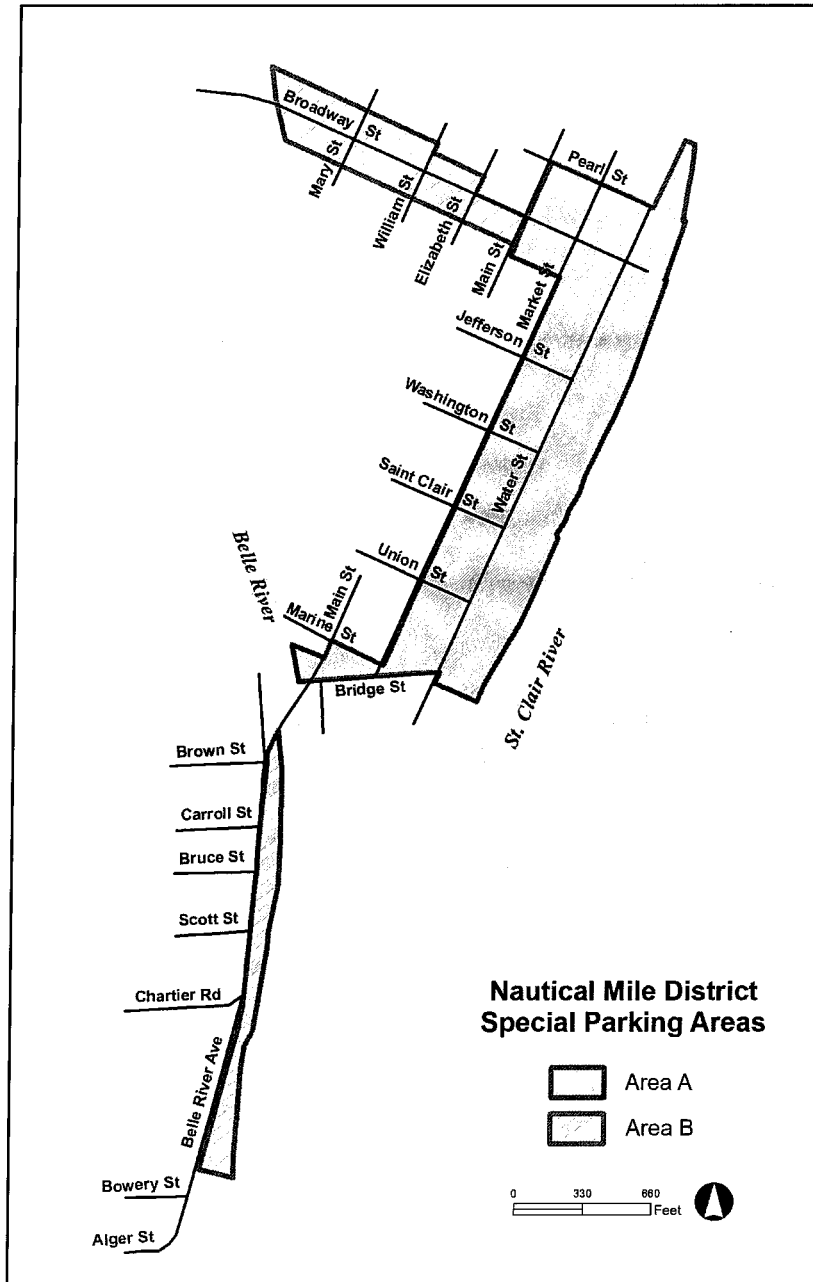 Broadway St
Pearl St
Mary St
William St
Elizabeth St
Main St
Market St
Jefferson St
Washington St
Water St
Saint Clair St
Union St
Belle River
Main St
Marine St
Bridge St
St. Clair River
Brown St
Carroll St
Bruce St
Scott St
Chartier Rd
Belle River Ave
Bowery St
Alger St
Nautical Mile District
Special Parking Areas
Area A
Area B
0 330 660
Feet